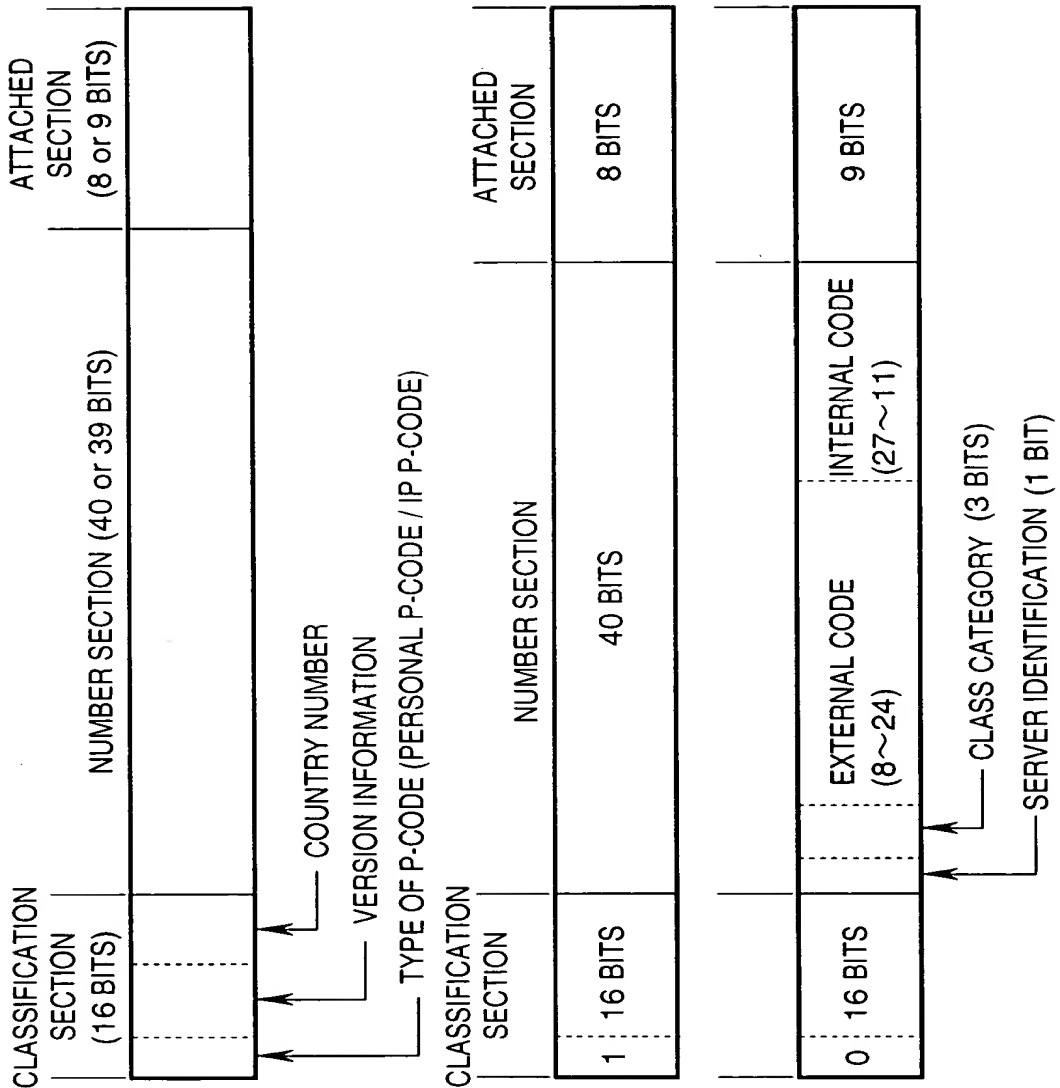 CLASSIFICATION
SECTION
(16 BITS)
NUMBER SECTION (40 or 39 BITS)
ATTACHED
SECTION
(8 or 9 BITS)
COUNTRY NUMBER
VERSION INFORMATION
TYPE OF P-CODE (PERSONAL P-CODE / IP P-CODE)
CLASSIFICATION
SECTION
NUMBER SECTION
ATTACHED
SECTION
1
16 BITS
40 BITS
8 BITS
0
16 BITS
EXTERNAL CODE
(8~24)
INTERNAL CODE
(27~11)
9 BITS
CLASS CATEGORY (3 BITS)
SERVER IDENTIFICATION (1 BIT)